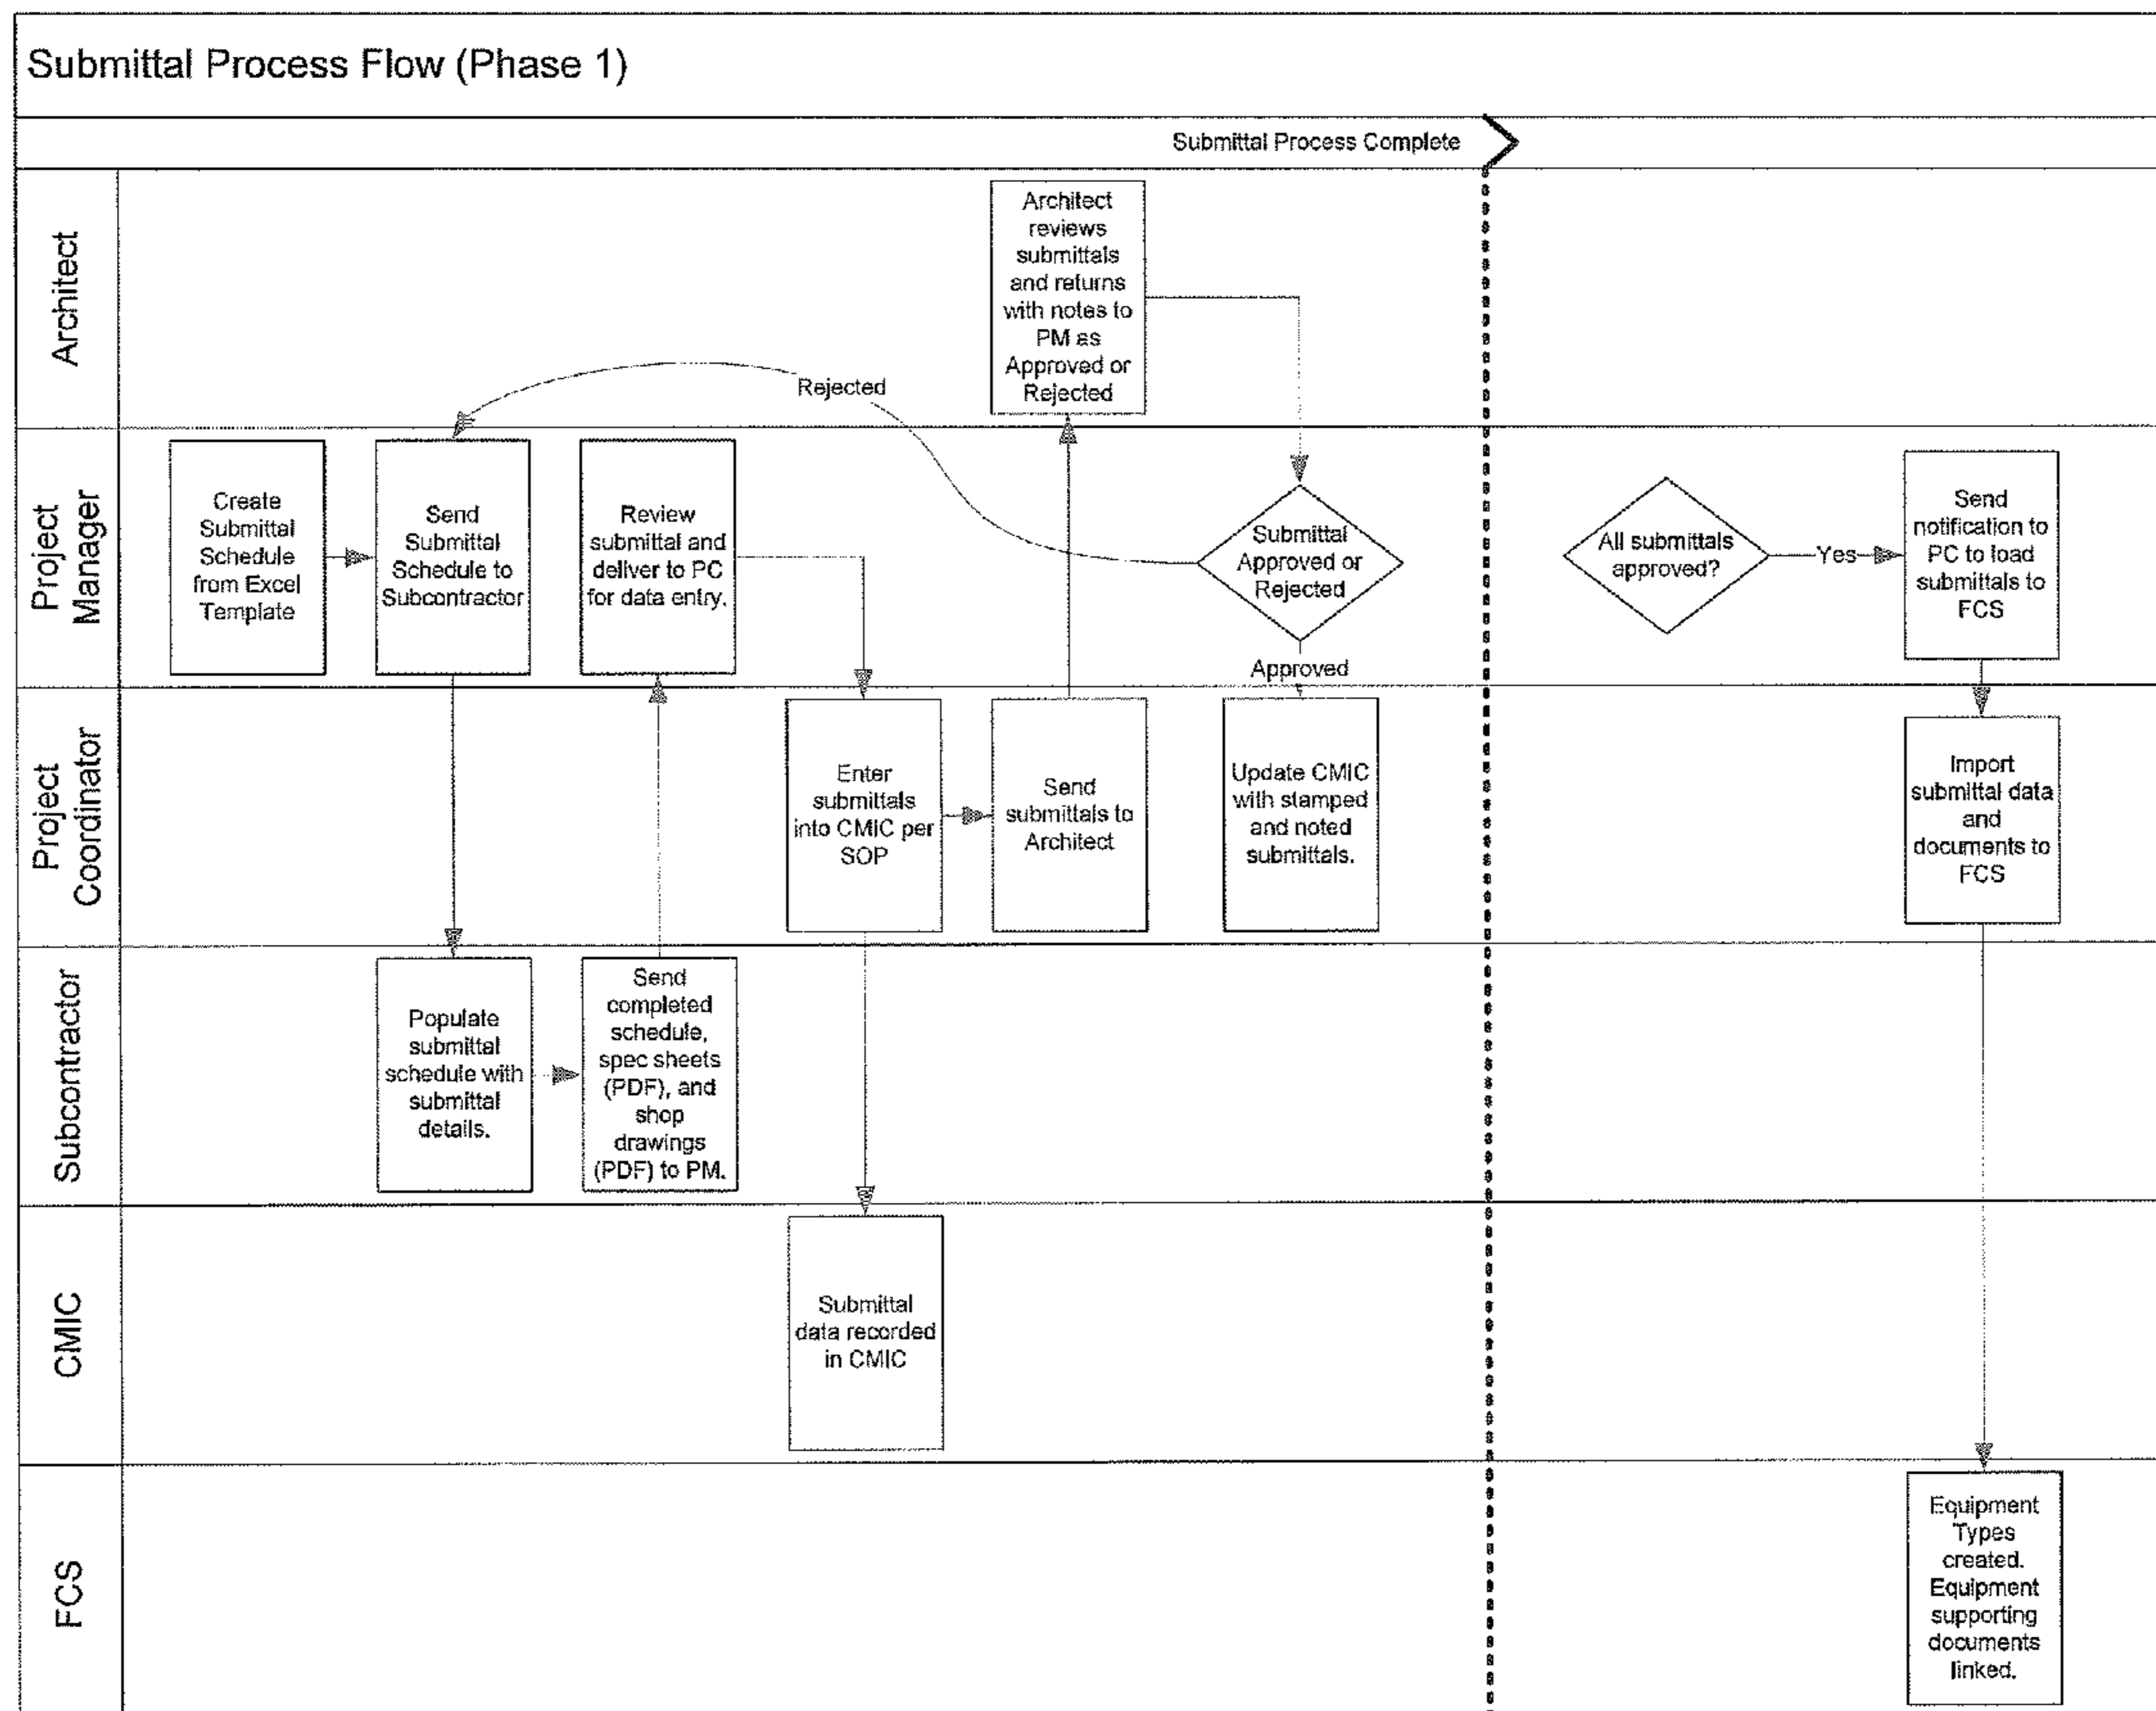 Submittal Process Flow (Phase 1)
Submittal Process Complete
Architect
Architect
reviews
submittals
and returns
with notes to
PM as
Approved or
Rejected
Rejected
Project
Manager
Create
Submittal
Schedule
from Excel
Template
Send
Submittal
Schedule to
Subcontractor
Review
submittal and
deliver to PC
for data entry.
Submittal
Approved or
Rejected
Approved
All submittals
approved?
Yes
Send
notification to
PC to load
submittals to
FCS
Project
Coordinator
Enter
submittals
into CMIC per
SOP
Send
submittals to
Architect
Update CMIC
with stamped
and noted
submittals.
Import
submittal data
and
documents to
FCS
Subcontractor
Populate
submittal
schedule with
submittal
details.
Send
completed
schedule,
spec sheets
(PDF), and
shop
drawings
(PDF) to PM.
CMIC
Submittal
data recorded
in CMIC
FCS
Equipment
Types
created.
Equipment
supporting
documents
linked.